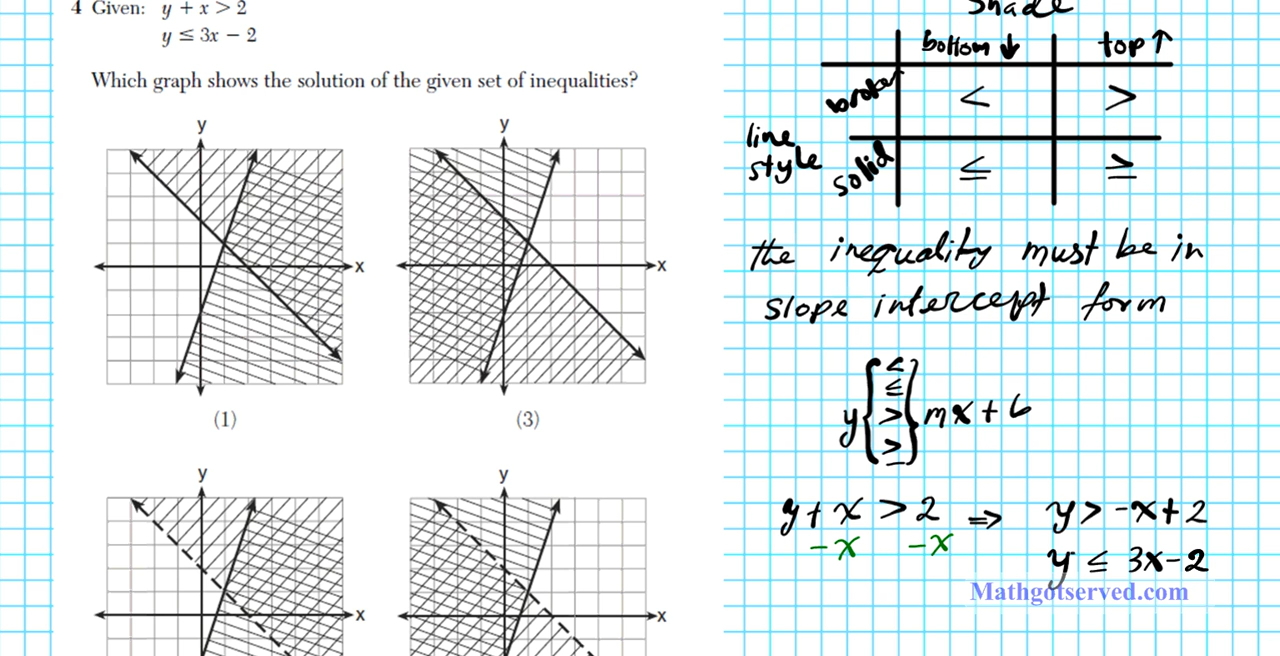 4 Given: y + x > 2
y ≤ 3x − 2
Which graph shows the solution of the given set of inequalities?
y
x
(1)
y
x
(3)
y
x
y
x
Shade
bottom ↓ top ↑
broken < >
line style
solid ≤ ≥
the inequality must be in
slope intercept form
y { < ≤ > ≥ } mx + b
y + x > 2 ⇒ y > -x + 2
-x -x
y ≤ 3x - 2
Mathgotserved.com